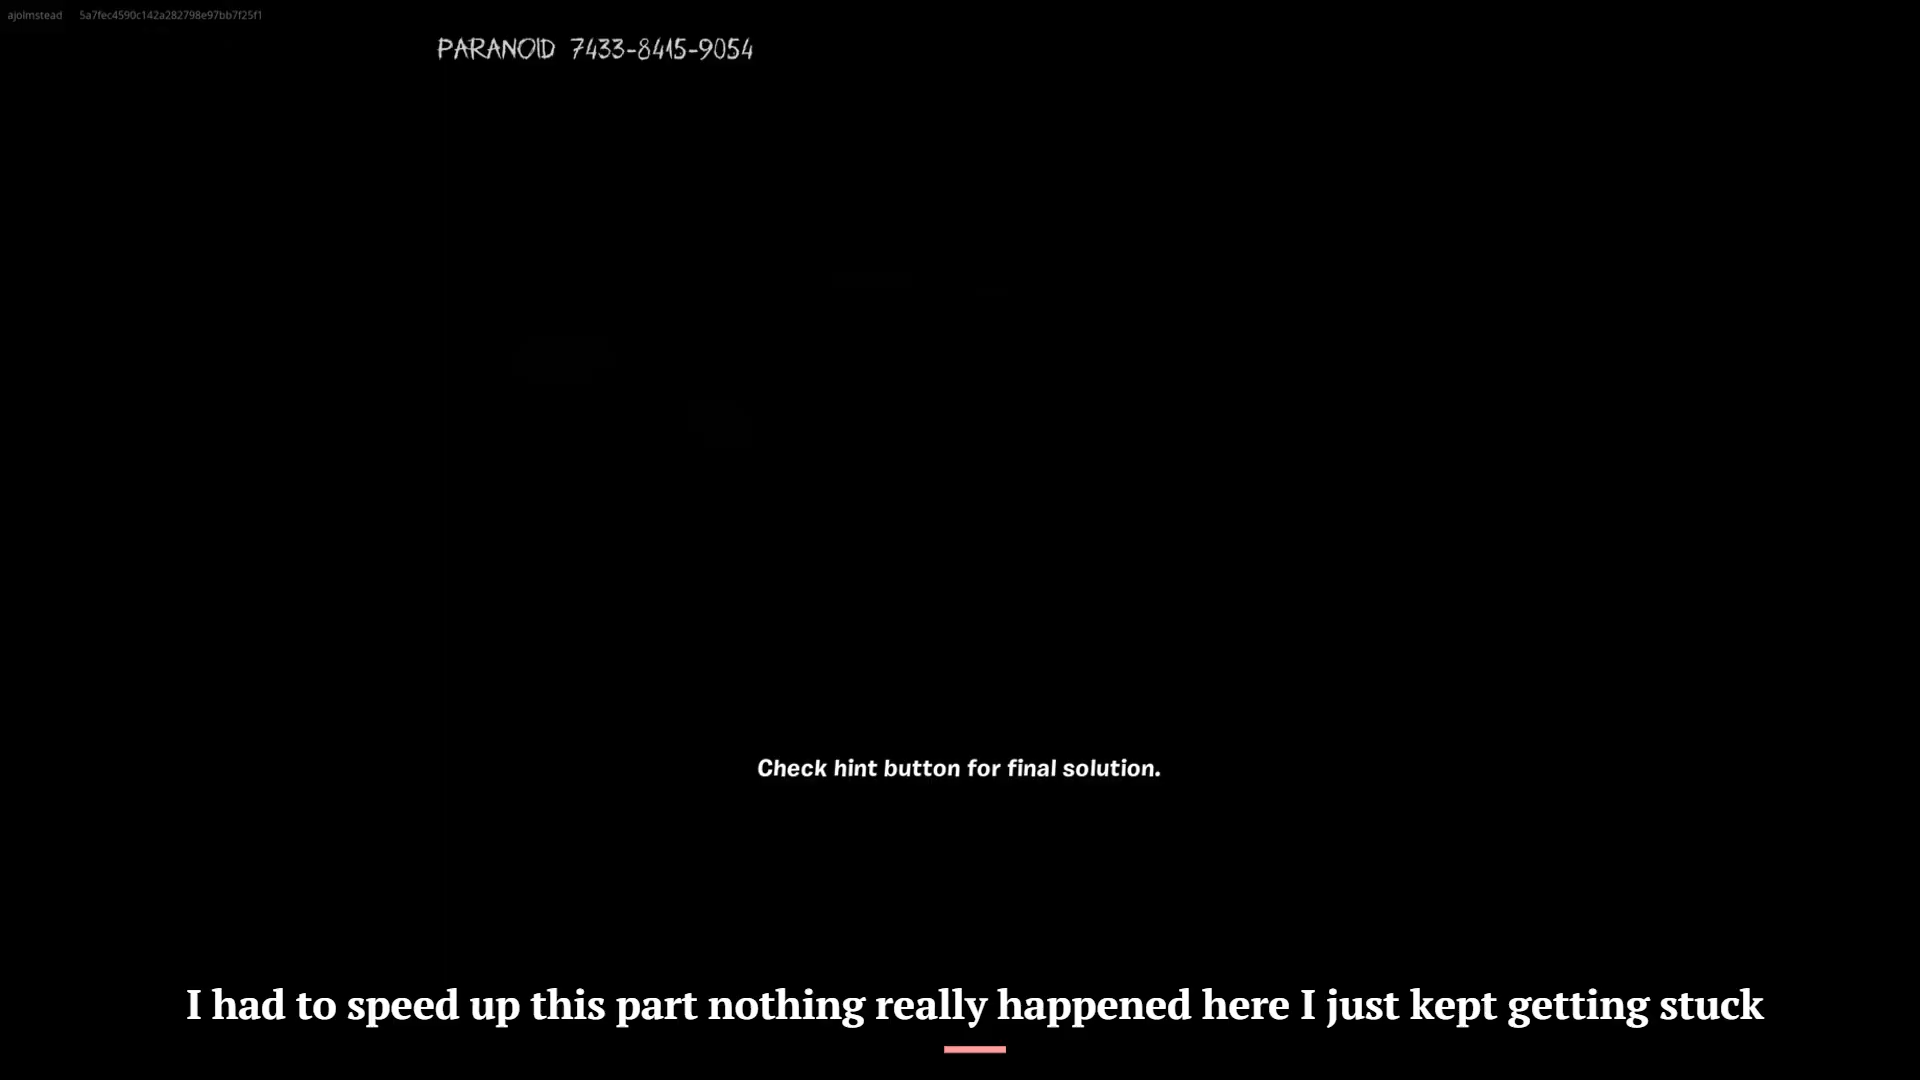 ajolmstead 5a7fec4590c142a282798e97bb7f25f1
PARANOID 7433-8415-9054
Check hint button for final solution.
I had to speed up this part nothing really happened here I just kept getting stuck